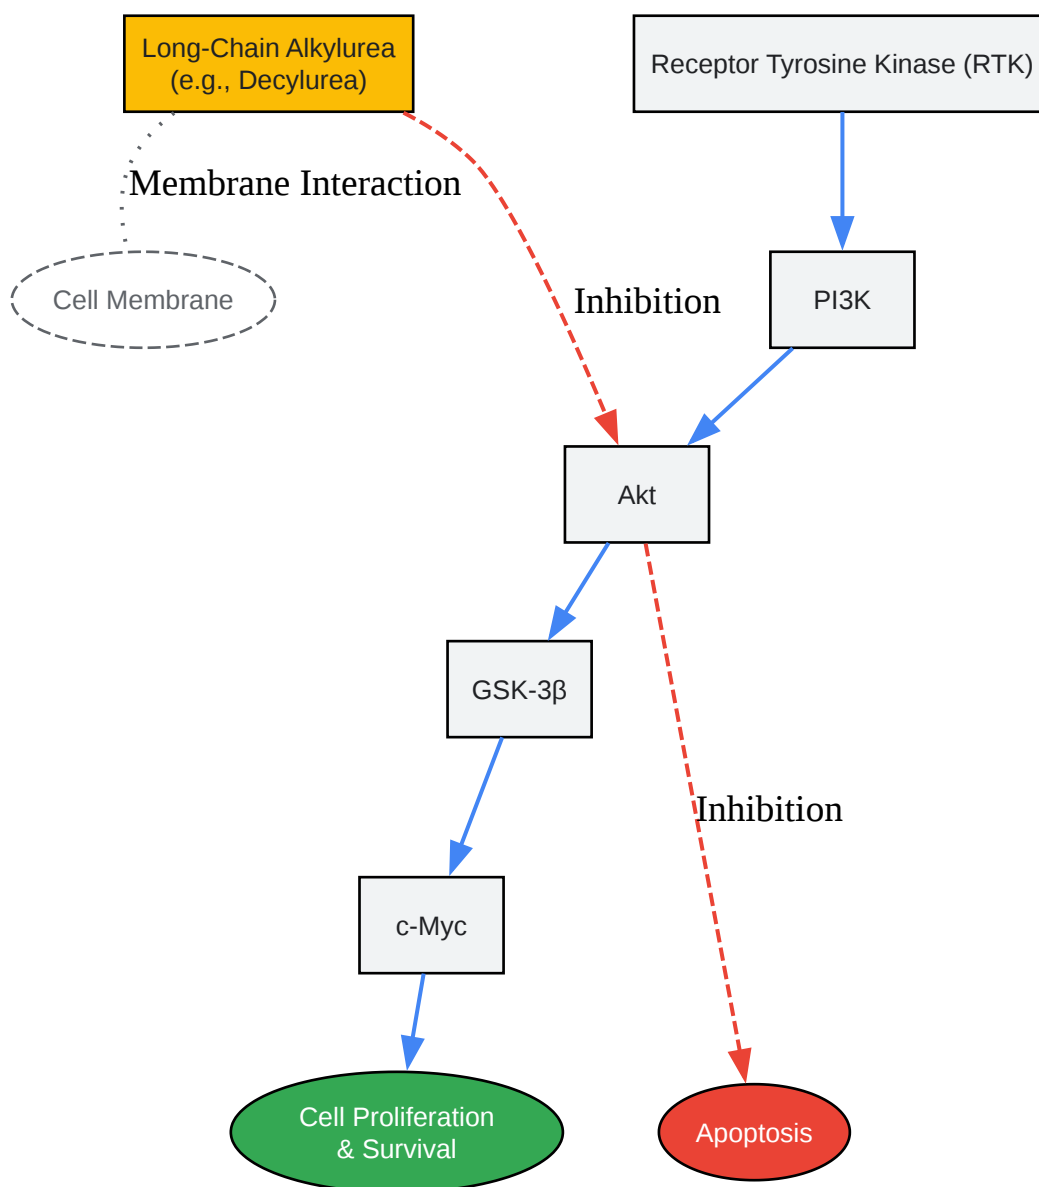 Long-Chain Alkylurea
(e.g., Decylurea)
Receptor Tyrosine Kinase (RTK)
Membrane Interaction
Cell Membrane
Inhibition
PI3K
Akt
GSK-3β
Inhibition
c-Myc
Cell Proliferation
& Survival
Apoptosis